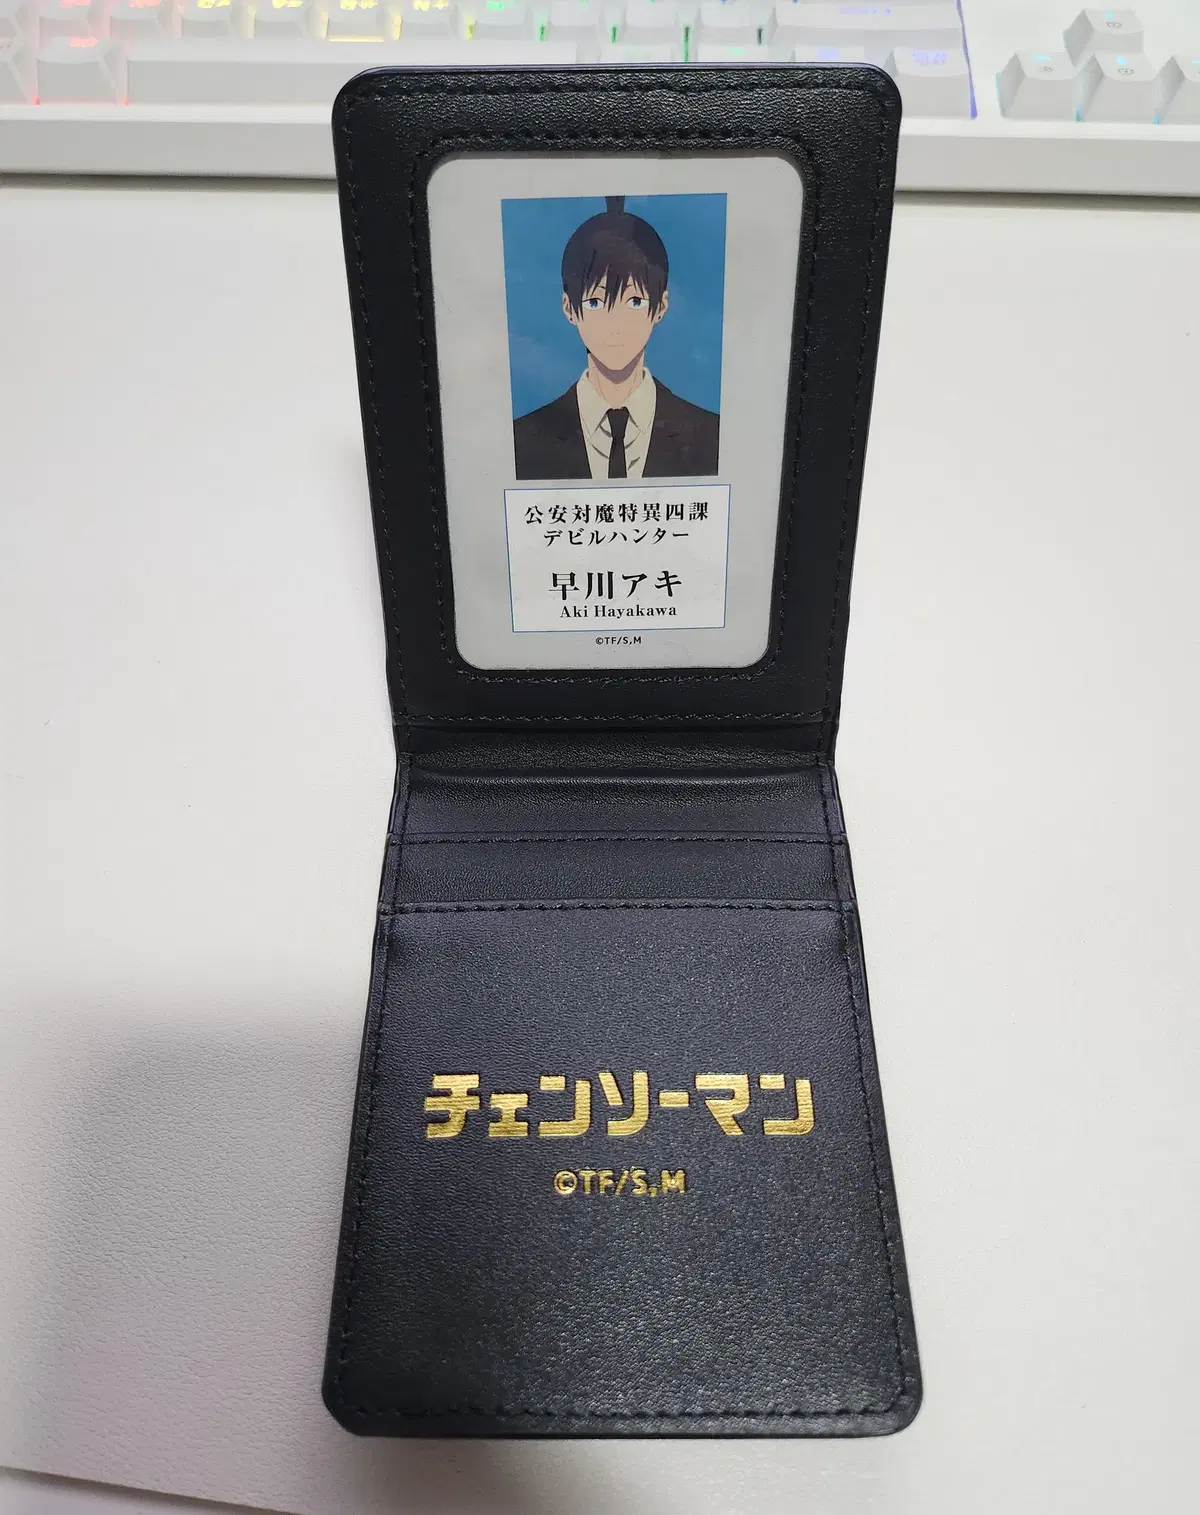 公安対魔特異四課
デビルハンター
早川アキ
Aki Hayakawa
©TF/S,M
チェンソーマン
©TF/S,M